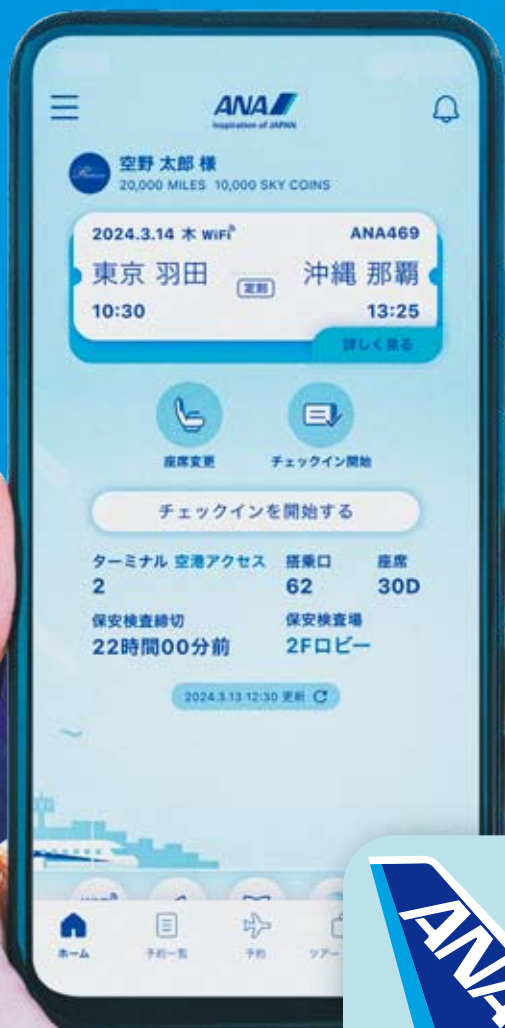 ANA
Inspiration of JAPAN
空野 太郎 様
20,000 MILES 10,000 SKY COINS
2024.3.14 木 WiFi ANA469
東京 羽田 定刻 沖縄 那覇
10:30 13:25
詳しく見る
座席変更 チェックイン開始
チェックインを開始する
ターミナル 空港アクセス 搭乗口 座席
2 62 30D
保安検査締切 保安検査場
22時間00分前 2Fロビー
2024.3.13 12:30 更新
ホーム 予約一覧 予約 ツアー
ANA